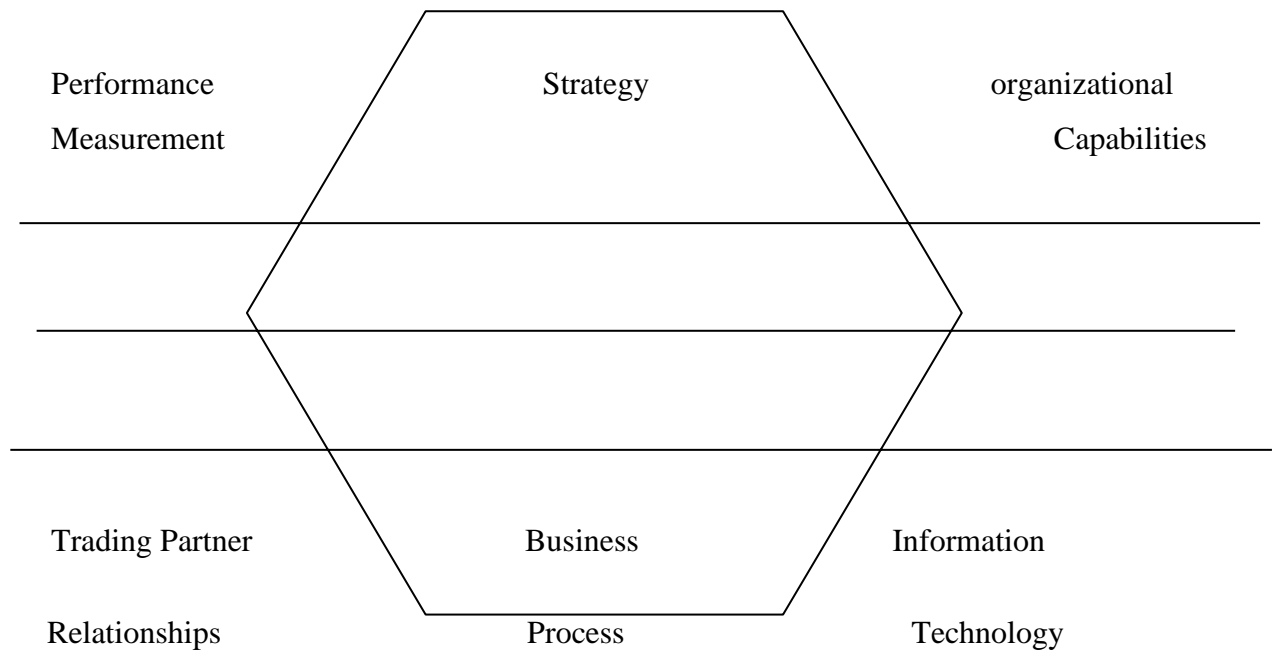 Performance Strategy organizational
Measurement Capabilities
Trading Partner Business Information
Relationships Process Technology